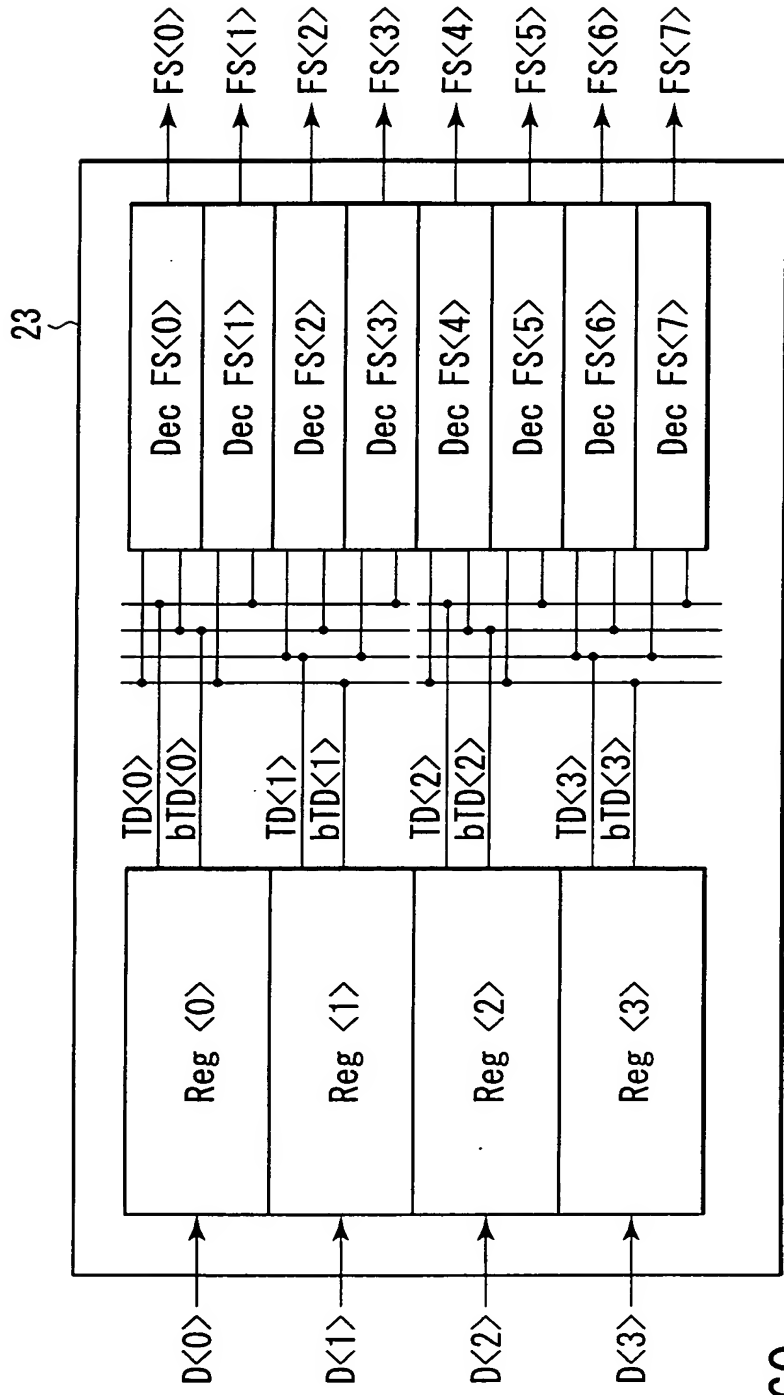 23
D<0>
D<1>
D<2>
D<3>
Reg <0>
Reg <1>
Reg <2>
Reg <3>
TD<0>
bTD<0>
TD<1>
bTD<1>
TD<2>
bTD<2>
TD<3>
bTD<3>
Dec FS<0>
Dec FS<1>
Dec FS<2>
Dec FS<3>
Dec FS<4>
Dec FS<5>
Dec FS<6>
Dec FS<7>
FS<0>
FS<1>
FS<2>
FS<3>
FS<4>
FS<5>
FS<6>
FS<7>